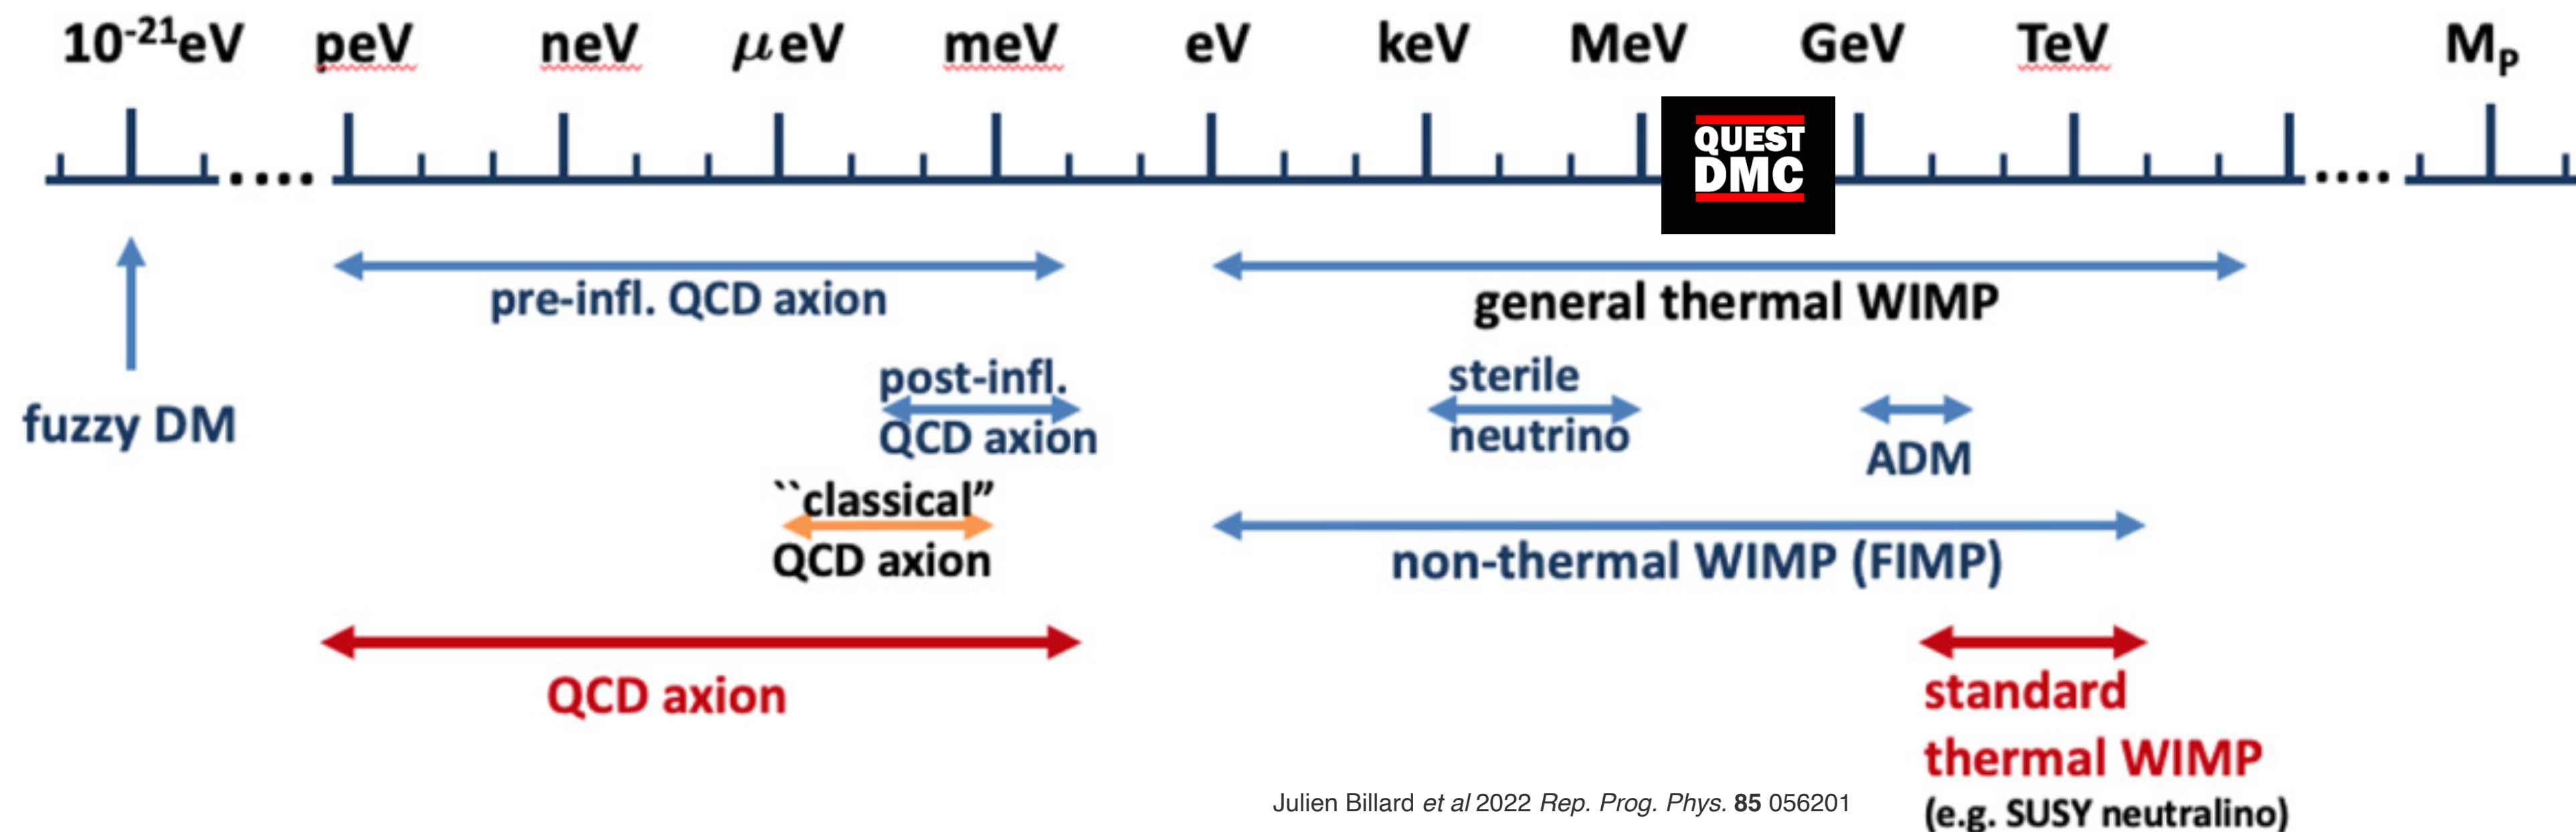 10⁻²¹eV peV neV μeV meV eV keV MeV GeV TeV M_P
QUEST
DMC
pre-infl. QCD axion
general thermal WIMP
post-infl.
QCD axion
sterile
neutrino
fuzzy DM
ADM
``classical”
QCD axion
non-thermal WIMP (FIMP)
QCD axion
standard
thermal WIMP
(e.g. SUSY neutralino)
Julien Billard et al 2022 Rep. Prog. Phys. 85 056201